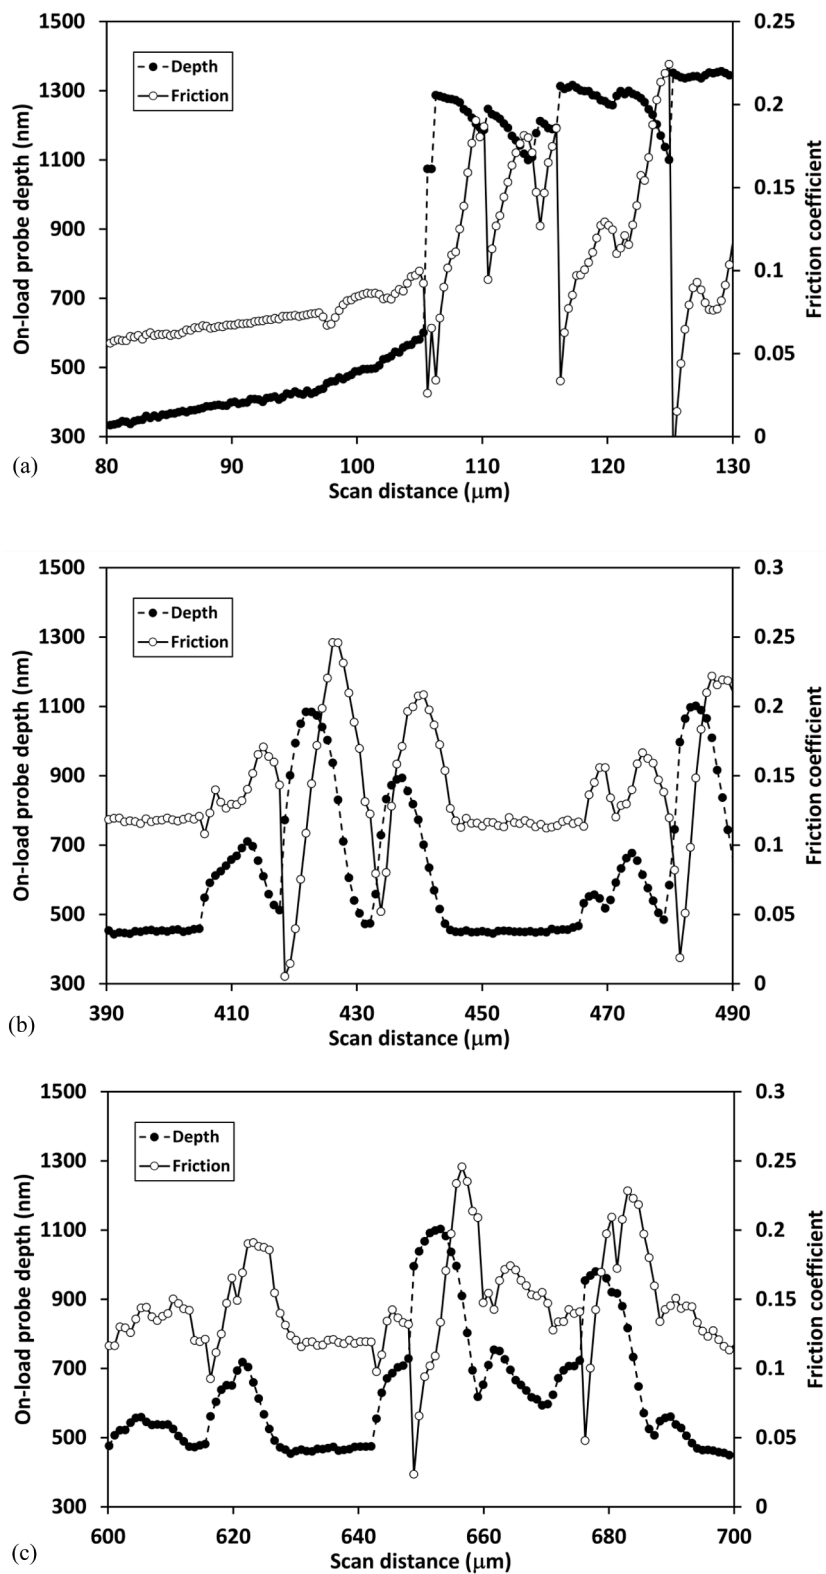 1500
1300
1100
900
700
500
300
On-load probe depth (nm)
Depth
Friction
0.25
0.2
0.15
0.1
0.05
0
Friction coefficient
80 90 100 110 120 130
Scan distance (μm)
(a)
1500
1300
1100
900
700
500
300
On-load probe depth (nm)
Depth
Friction
0.3
0.25
0.2
0.15
0.1
0.05
0
Friction coefficient
390 410 430 450 470 490
Scan distance (μm)
(b)
1500
1300
1100
900
700
500
300
On-load probe depth (nm)
Depth
Friction
0.3
0.25
0.2
0.15
0.1
0.05
0
Friction coefficient
600 620 640 660 680 700
Scan distance (μm)
(c)